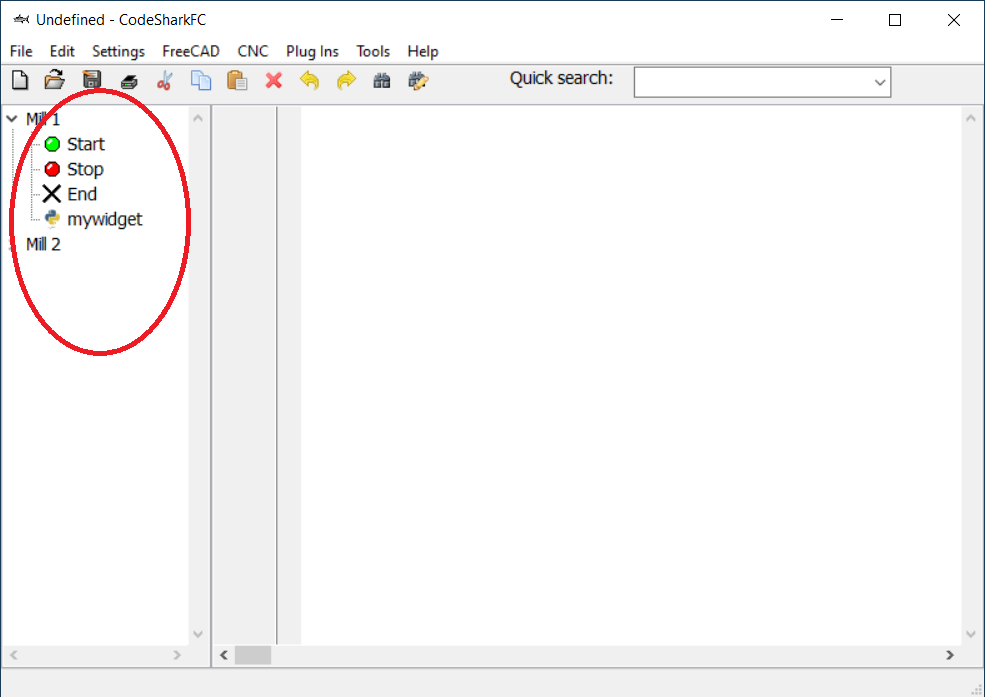 Undefined - CodeSharkFC
File Edit Settings FreeCAD CNC Plug Ins Tools Help
Quick search:
Mill 1
Start
Stop
End
mywidget
Mill 2